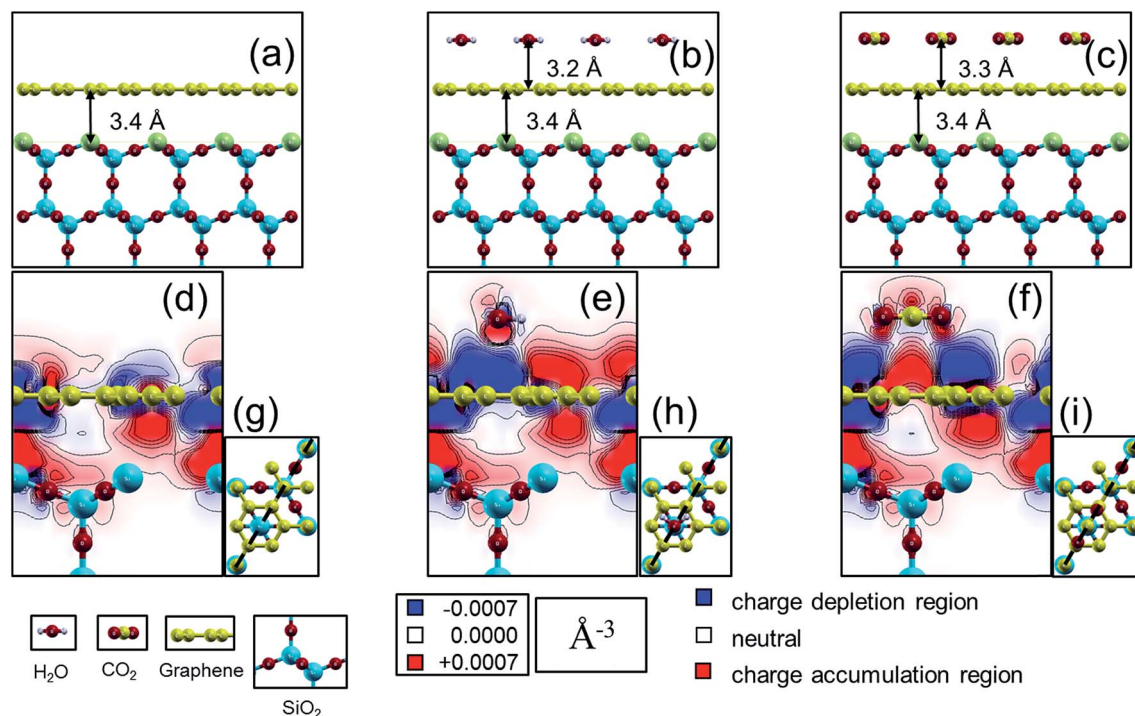 (a)
3.4 Å
(b)
3.2 Å
3.4 Å
(c)
3.3 Å
3.4 Å
(d)
(g)
(e)
(h)
(f)
(i)
H₂O
CO₂
Graphene
SiO₂
-0.0007
0.0000
+0.0007
Å⁻³
charge depletion region
neutral
charge accumulation region